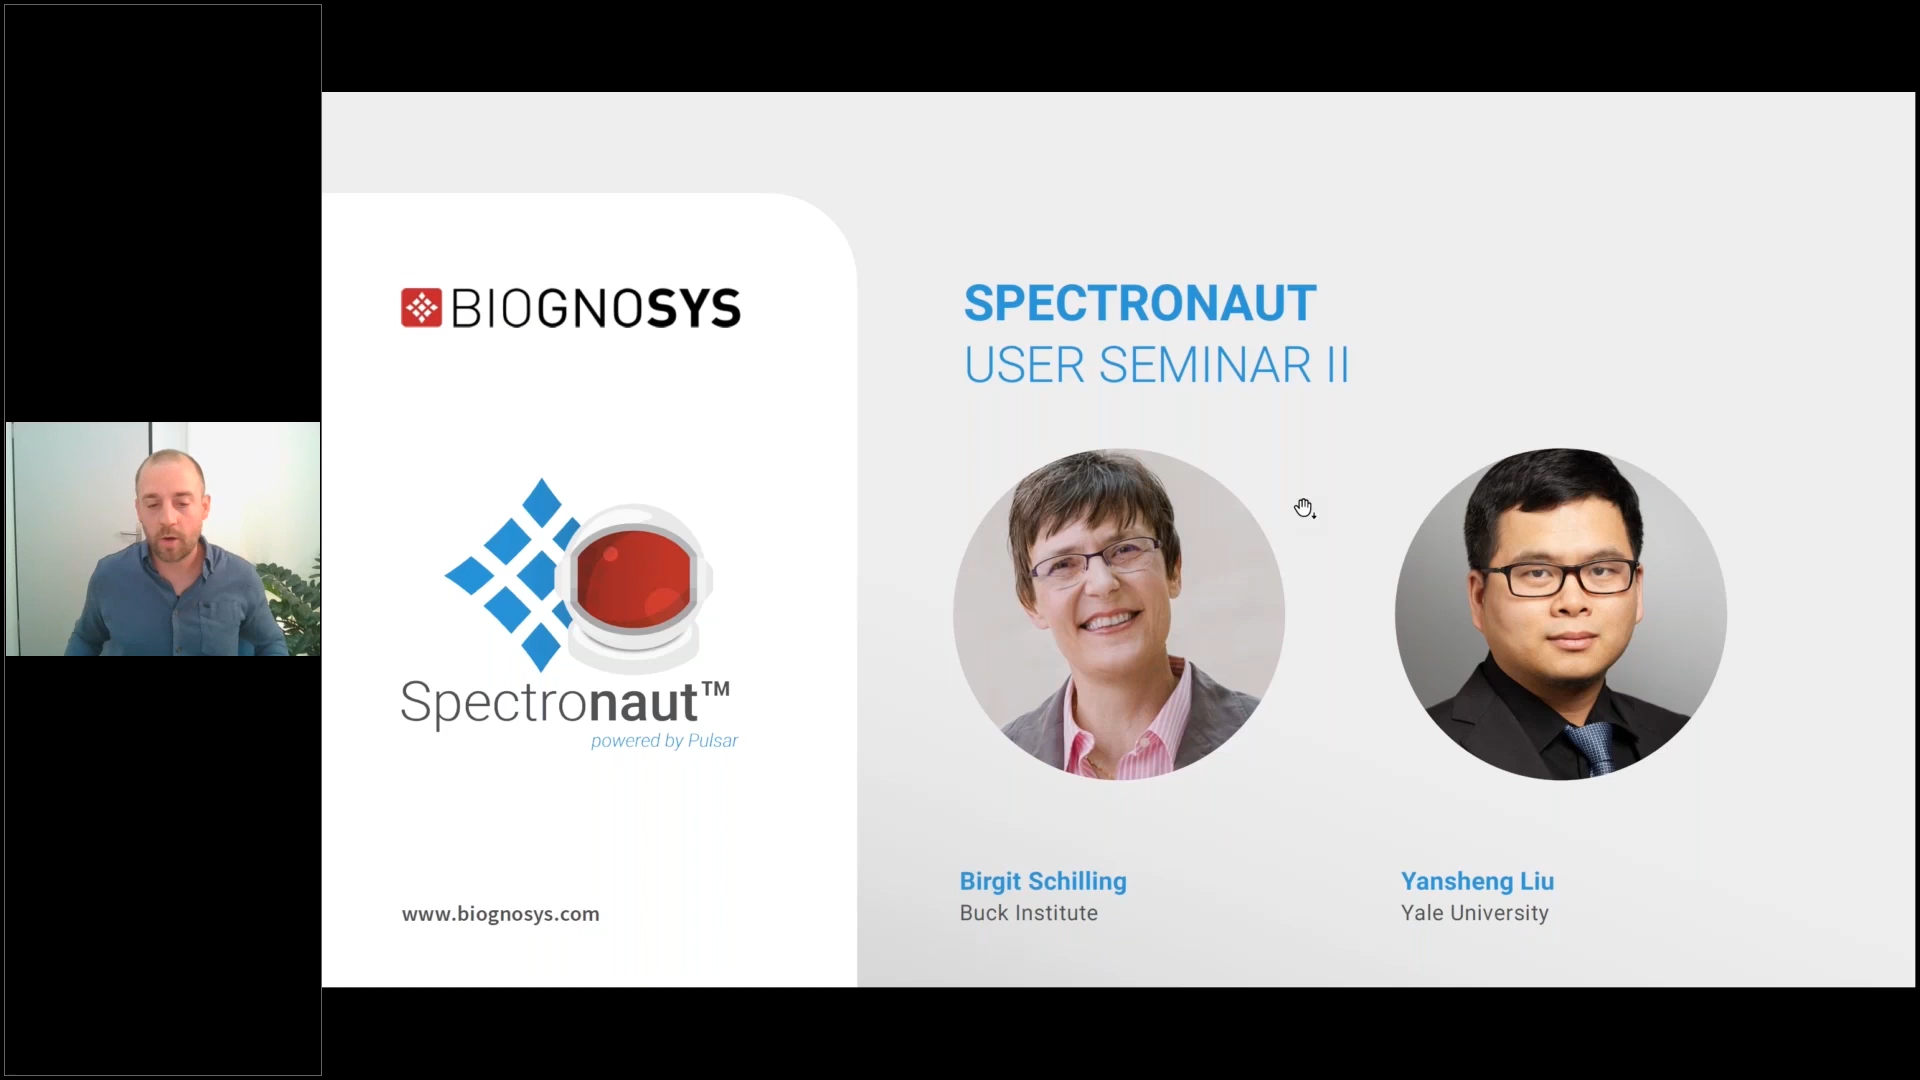 BIOGNOSYS
Spectronaut™
powered by Pulsar
www.biognosys.com
SPECTRONAUT
USER SEMINAR II
Birgit Schilling
Buck Institute
Yansheng Liu
Yale University